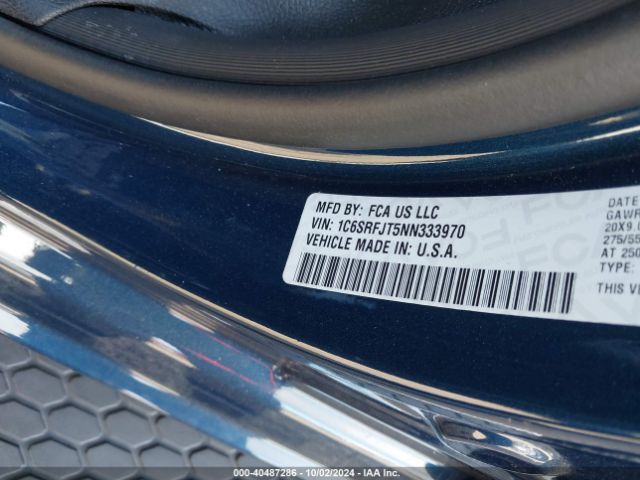 MFD BY: FCA US LLC
VIN: 1C6SRFJT5NN333970
VEHICLE MADE IN: U.S.A.
DATE
GAWR
20X9.
275/55
AT 250
TYPE:
THIS VE
000-40487286 - 10/02/2024 - IAA Inc.